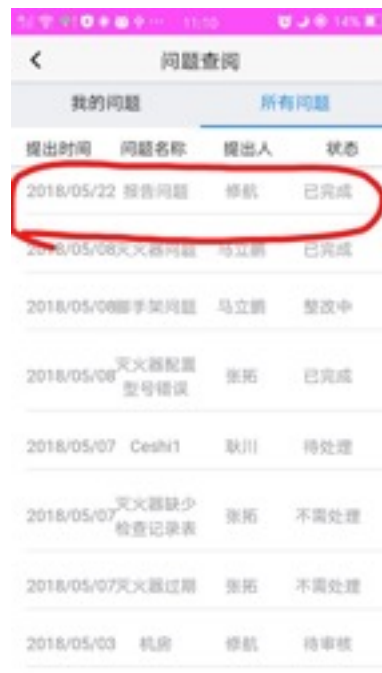 11:10 14%
问题查阅
我的问题 所有问题
提出时间 问题名称 提出人 状态
2018/05/22 报告问题 修航 已完成
2018/05/08 灭火器问题 马立鹏 已完成
2018/05/08 脚手架问题 马立鹏 整改中
灭火器配置
2018/05/08 张拓 已完成
型号错误
2018/05/07 Ceshi1 耿川 待处理
灭火器缺少
2018/05/07 张拓 不需处理
检查记录表
2018/05/07 灭火器过期 张拓 不需处理
2018/05/03 机房 修航 待审核